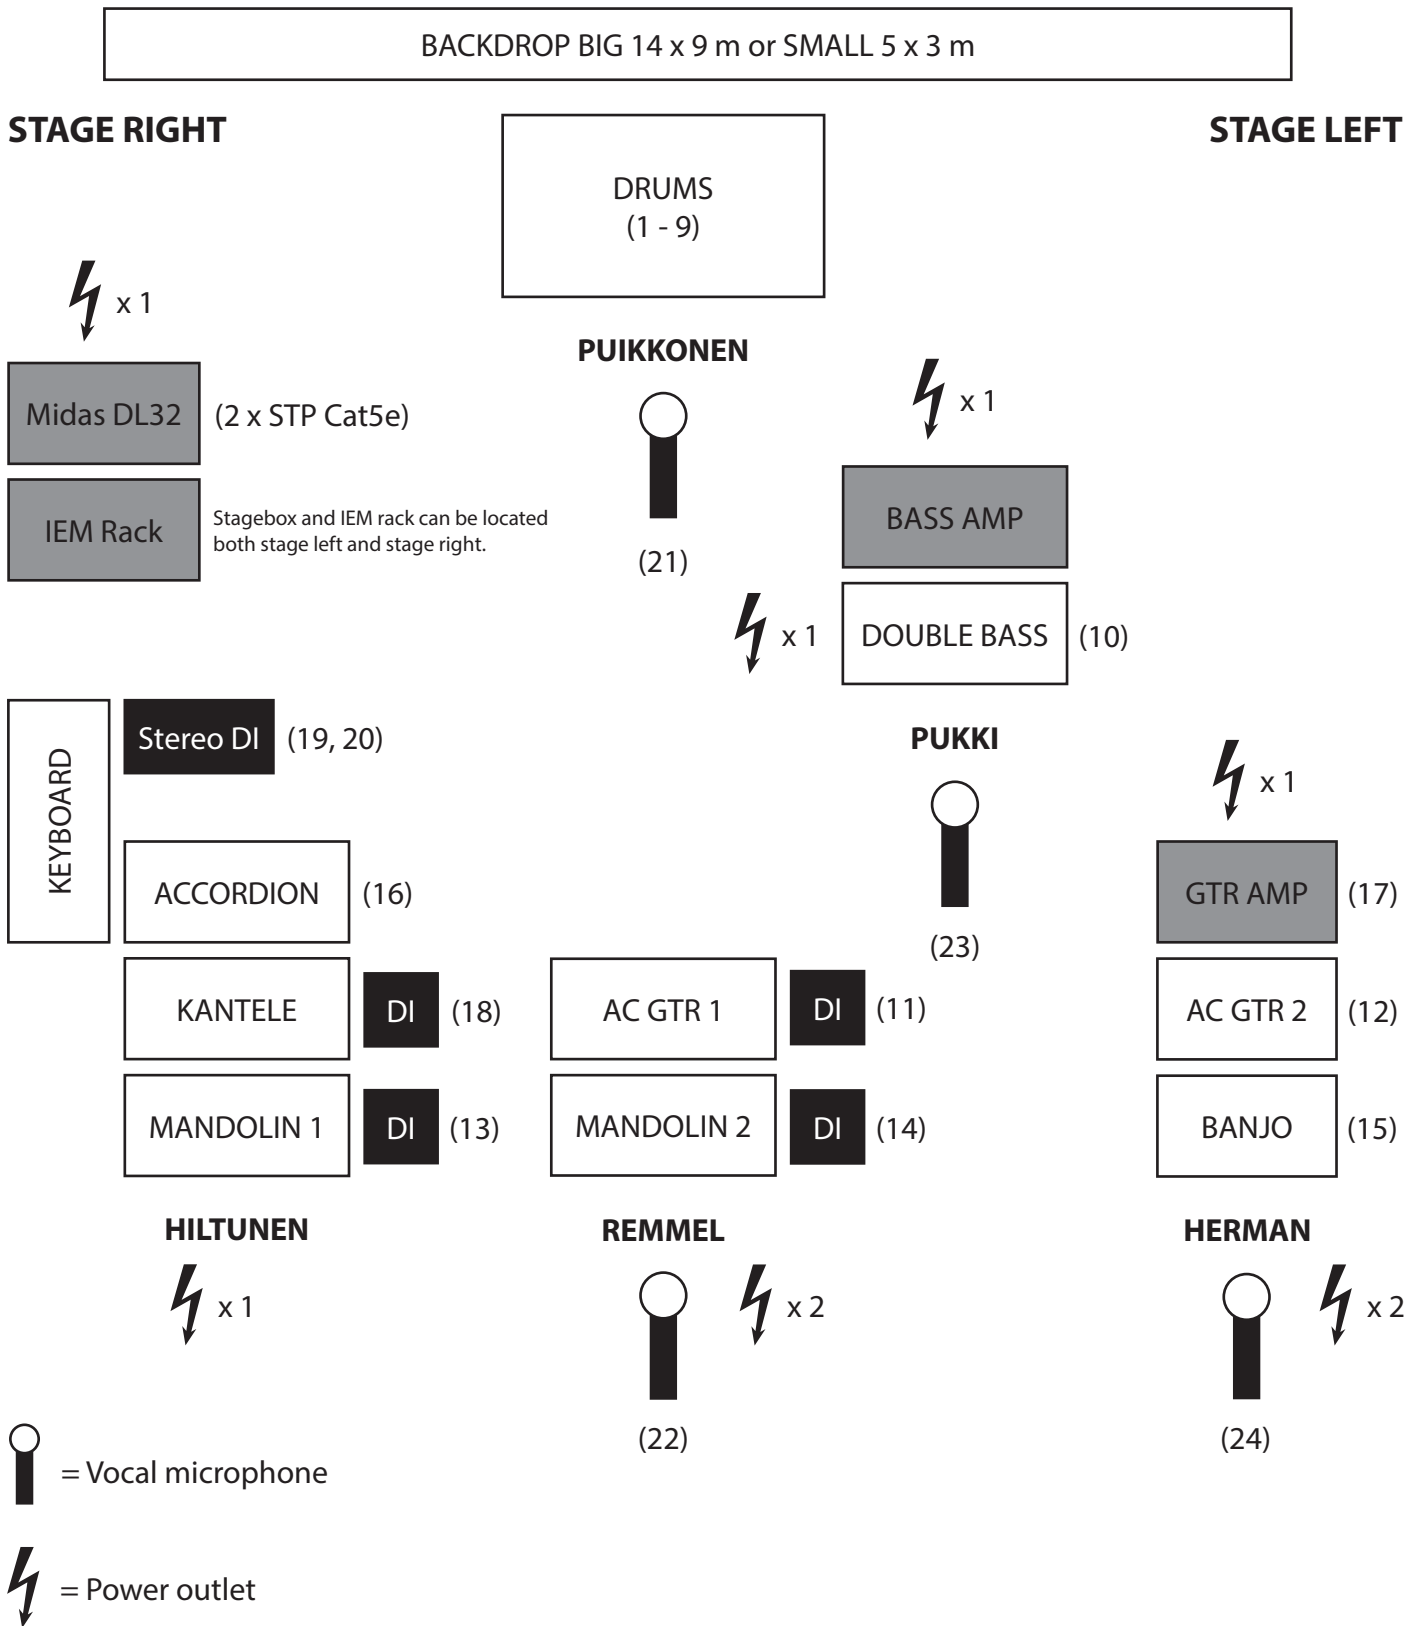 BACKDROP BIG 14 x 9 m or SMALL 5 x 3 m
STAGE RIGHT
STAGE LEFT
DRUMS
(1 - 9)
x 1
PUIKKONEN
x 1
Midas DL32
(2 x STP Cat5e)
IEM Rack
Stagebox and IEM rack can be located
both stage left and stage right.
BASS AMP
(21)
x 1
DOUBLE BASS
(10)
KEYBOARD
Stereo DI
(19, 20)
PUKKI
x 1
ACCORDION
(16)
GTR AMP
(17)
(23)
KANTELE
DI
(18)
AC GTR 1
DI
(11)
AC GTR 2
(12)
MANDOLIN 1
DI
(13)
MANDOLIN 2
DI
(14)
BANJO
(15)
HILTUNEN
REMMEL
HERMAN
x 1
x 2
x 2
(22)
(24)
= Vocal microphone
= Power outlet